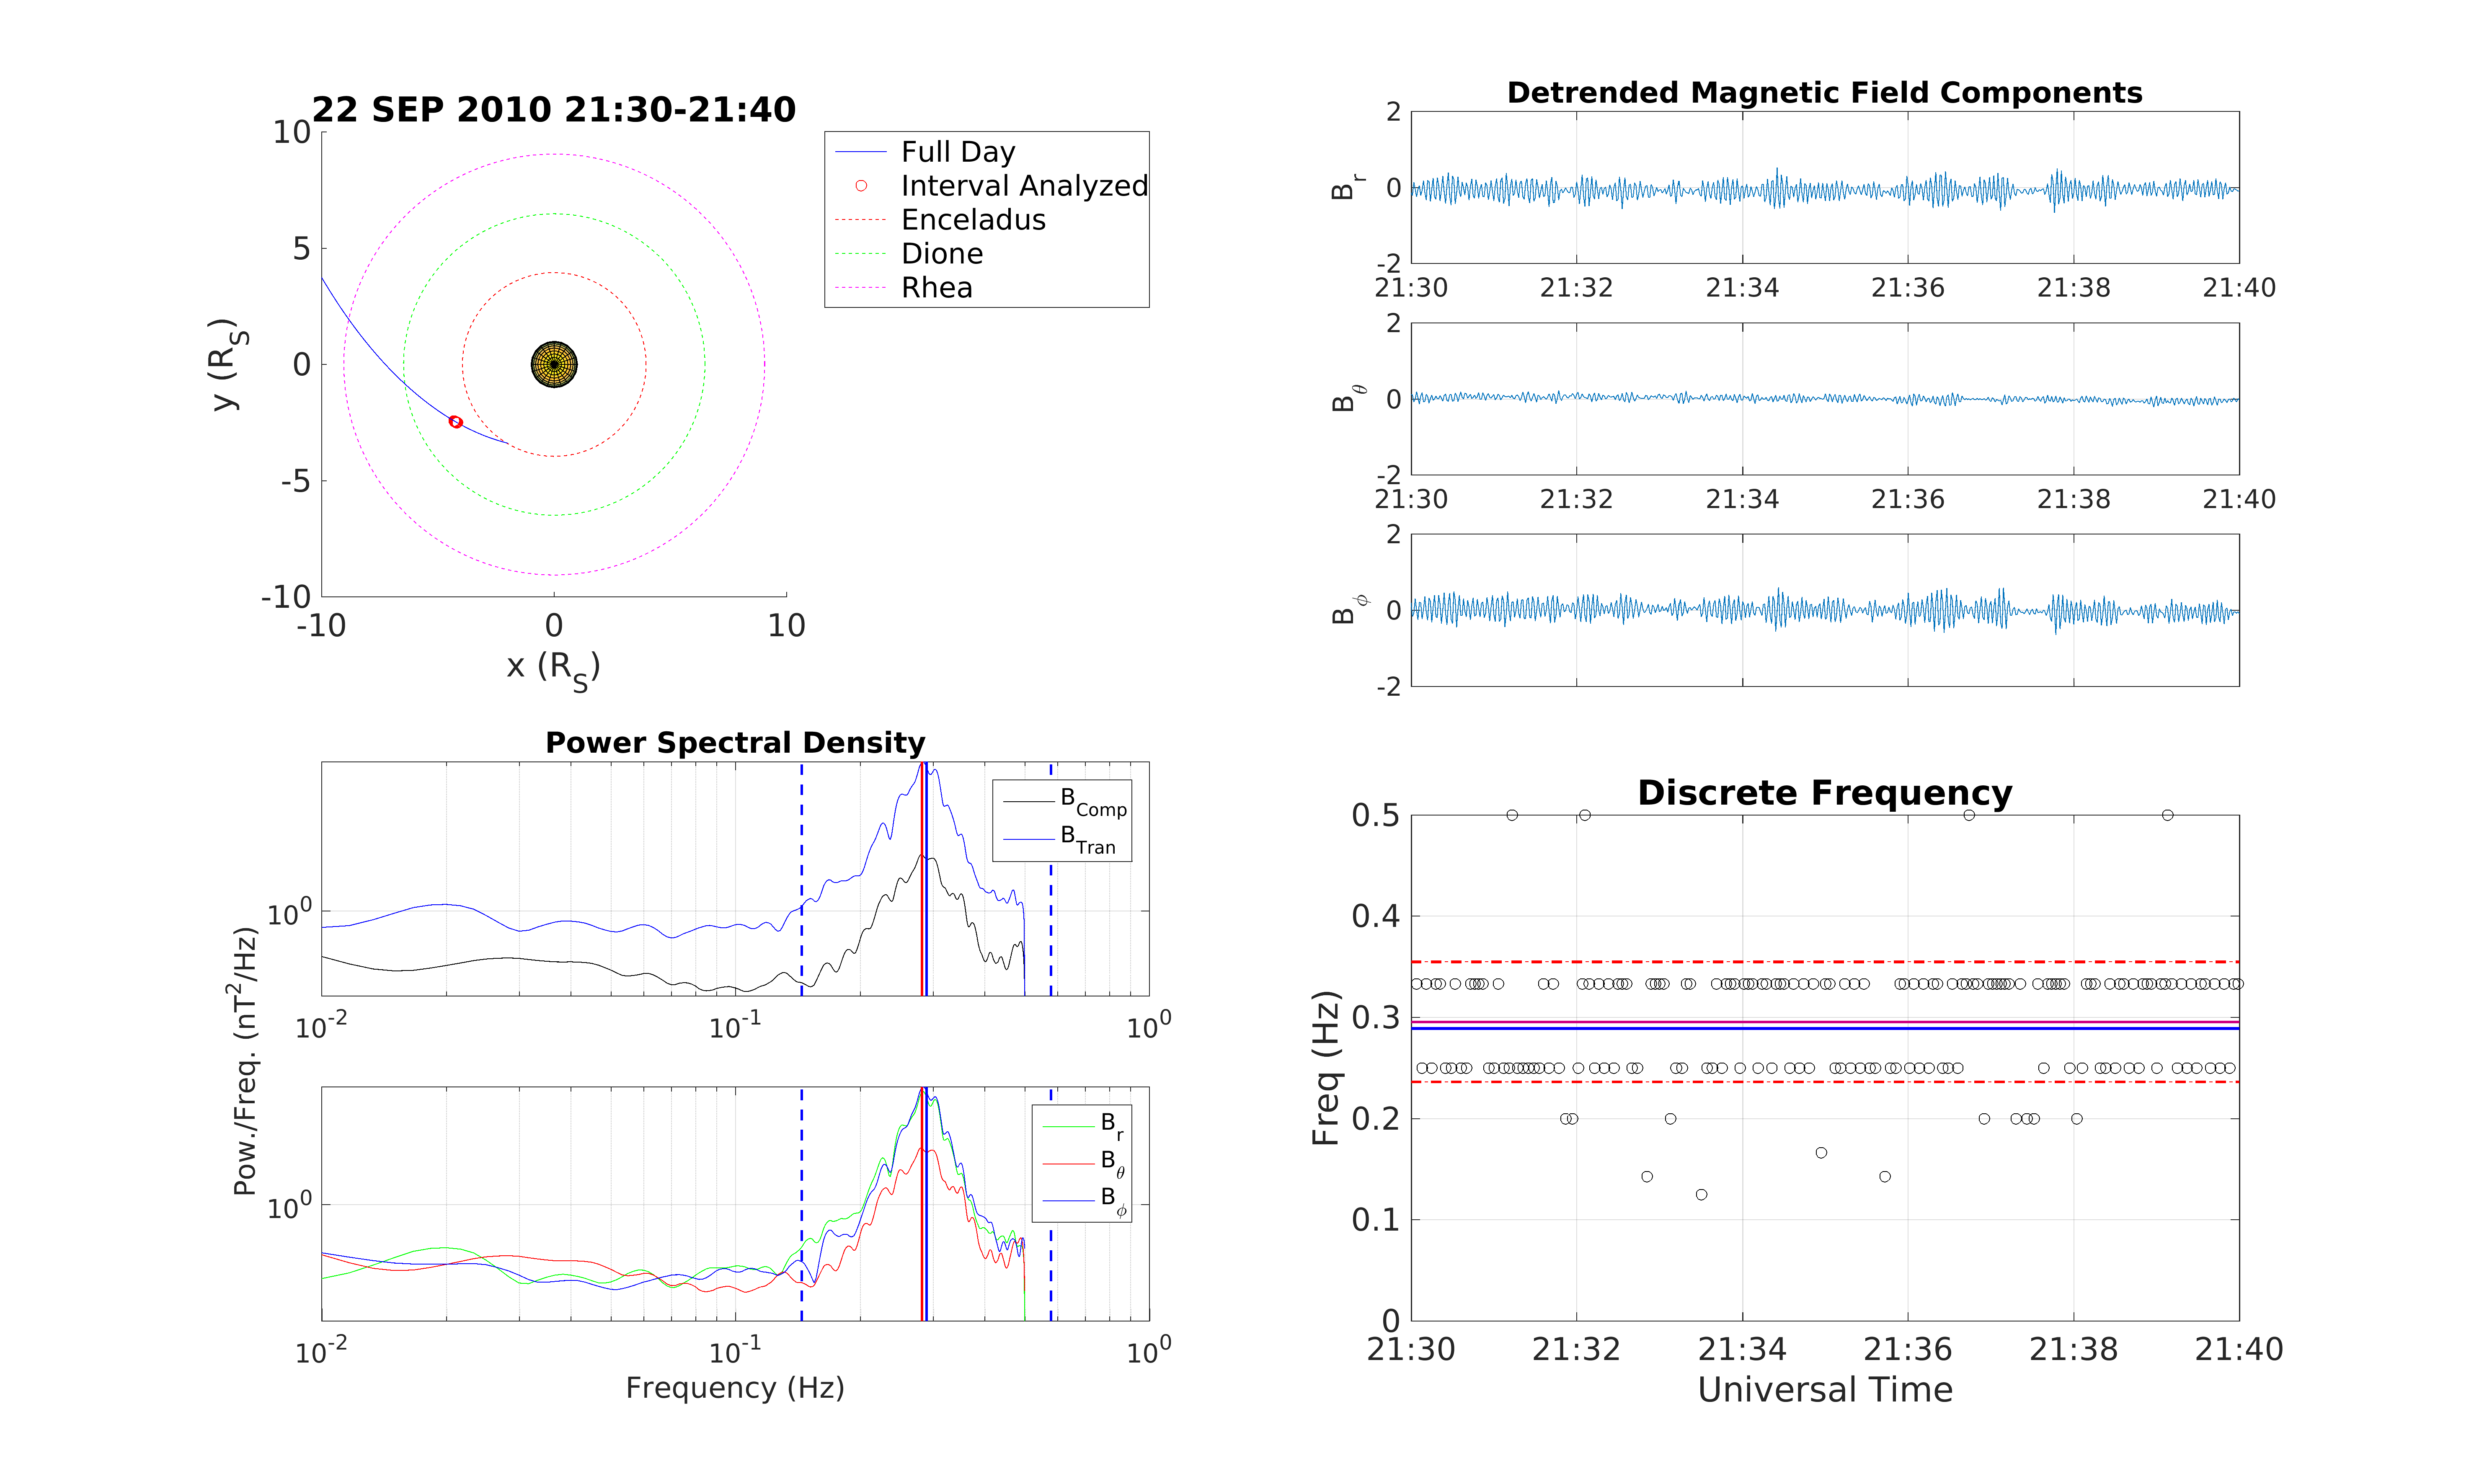 22 SEP 2010 21:30-21:40
10
5
0
-5
-10
y (R_S)
-10 0 10
x (R_S)
Full Day
Interval Analyzed
Enceladus
Dione
Rhea
Detrended Magnetic Field Components
2
0
-2
B_r
21:30 21:32 21:34 21:36 21:38 21:40
2
0
-2
B_θ
21:30 21:32 21:34 21:36 21:38 21:40
2
0
-2
B_ϕ
Power Spectral Density
10^0
B_Comp
B_Tran
10^-2 10^-1 10^0
Pow./Freq. (nT^2/Hz)
10^0
B_r
B_θ
B_ϕ
10^-2 10^-1 10^0
Frequency (Hz)
Discrete Frequency
0.5
0.4
0.3
0.2
0.1
0
Freq (Hz)
21:30 21:32 21:34 21:36 21:38 21:40
Universal Time